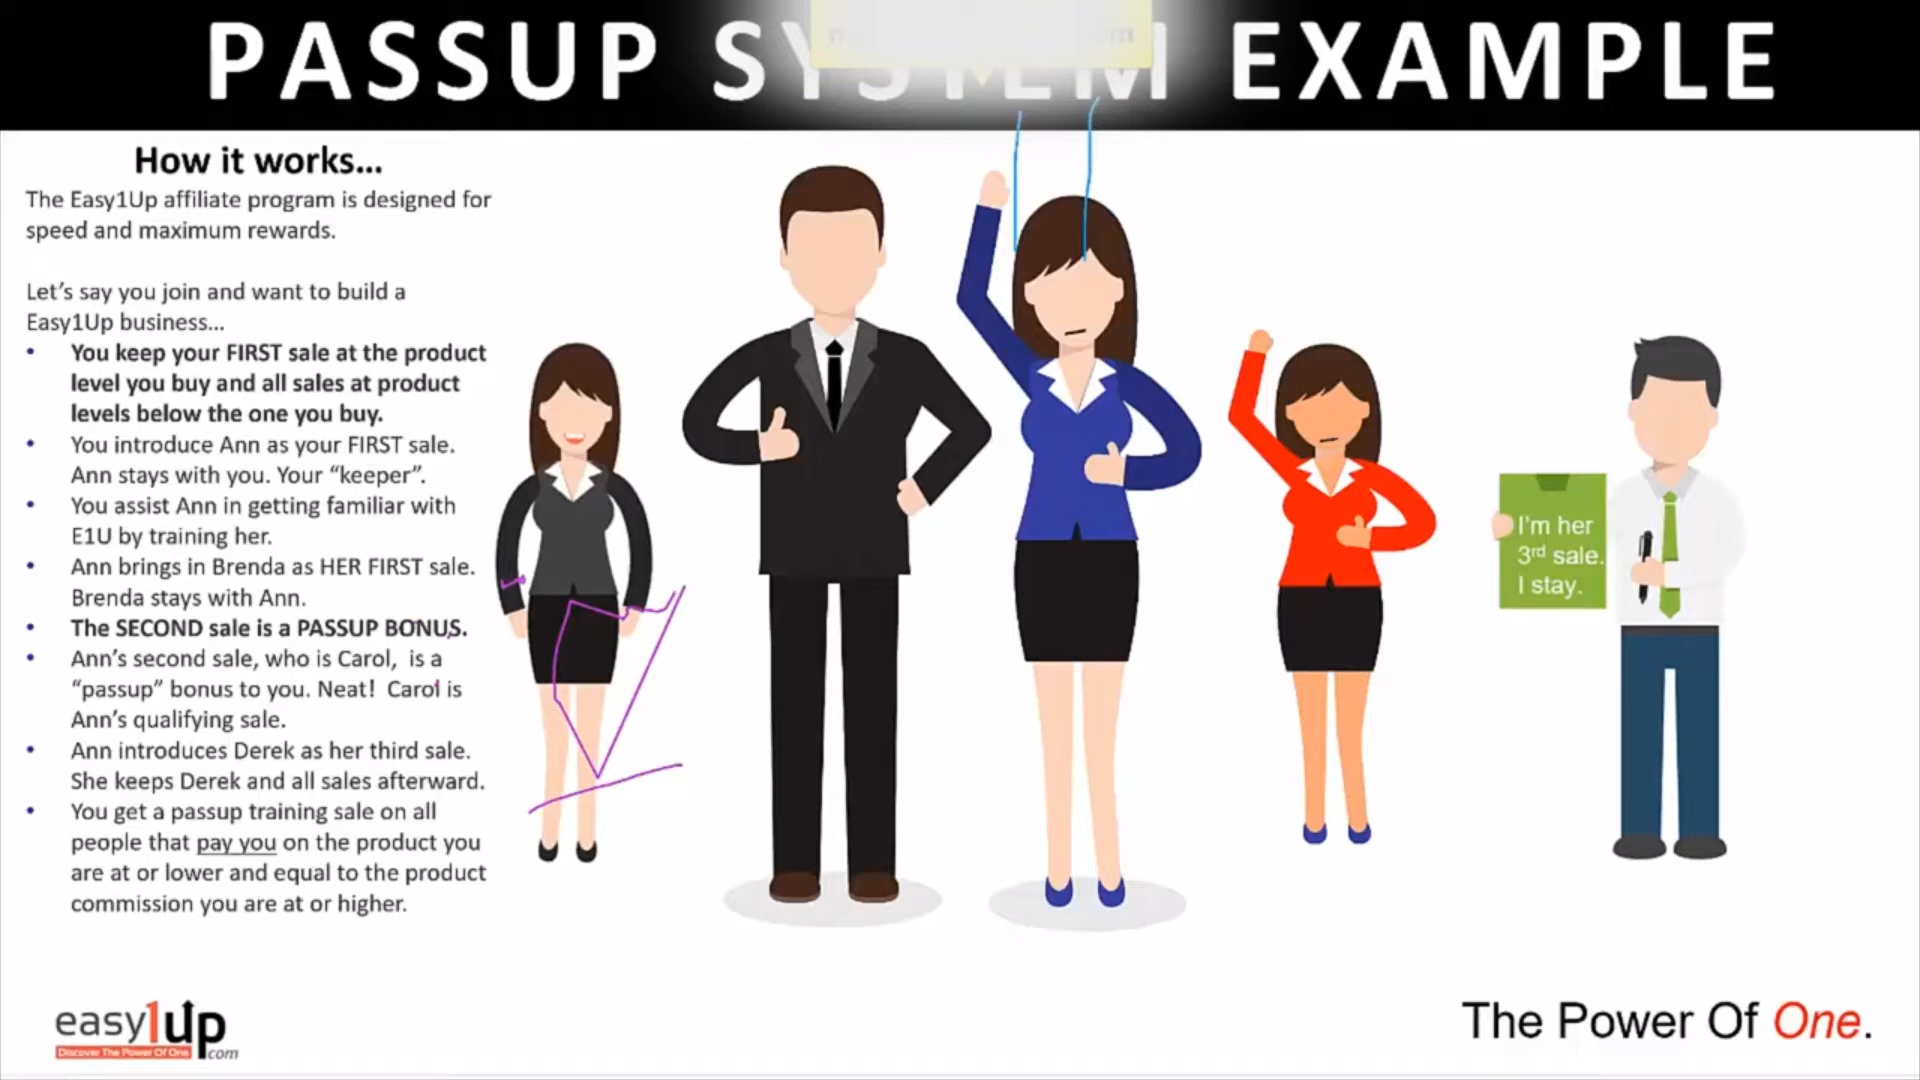 PASSUP SYSTEM EXAMPLE
How it works...
The Easy1Up affiliate program is designed for
speed and maximum rewards.
Let's say you join and want to build a
Easy1Up business...
• You keep your FIRST sale at the product
level you buy and all sales at product
levels below the one you buy.
• You introduce Ann as your FIRST sale.
Ann stays with you. Your “keeper”.
• You assist Ann in getting familiar with
E1U by training her.
• Ann brings in Brenda as HER FIRST sale.
Brenda stays with Ann.
• The SECOND sale is a PASSUP BONUS.
• Ann's second sale, who is Carol, is a
“passup” bonus to you. Neat! Carol is
Ann's qualifying sale.
• Ann introduces Derek as her third sale.
She keeps Derek and all sales afterward.
• You get a passup training sale on all
people that pay you on the product you
are at or lower and equal to the product
commission you are at or higher.
I'm her
3rd sale.
I stay.
easy1up
Discover The Power Of One
.com
The Power Of One.